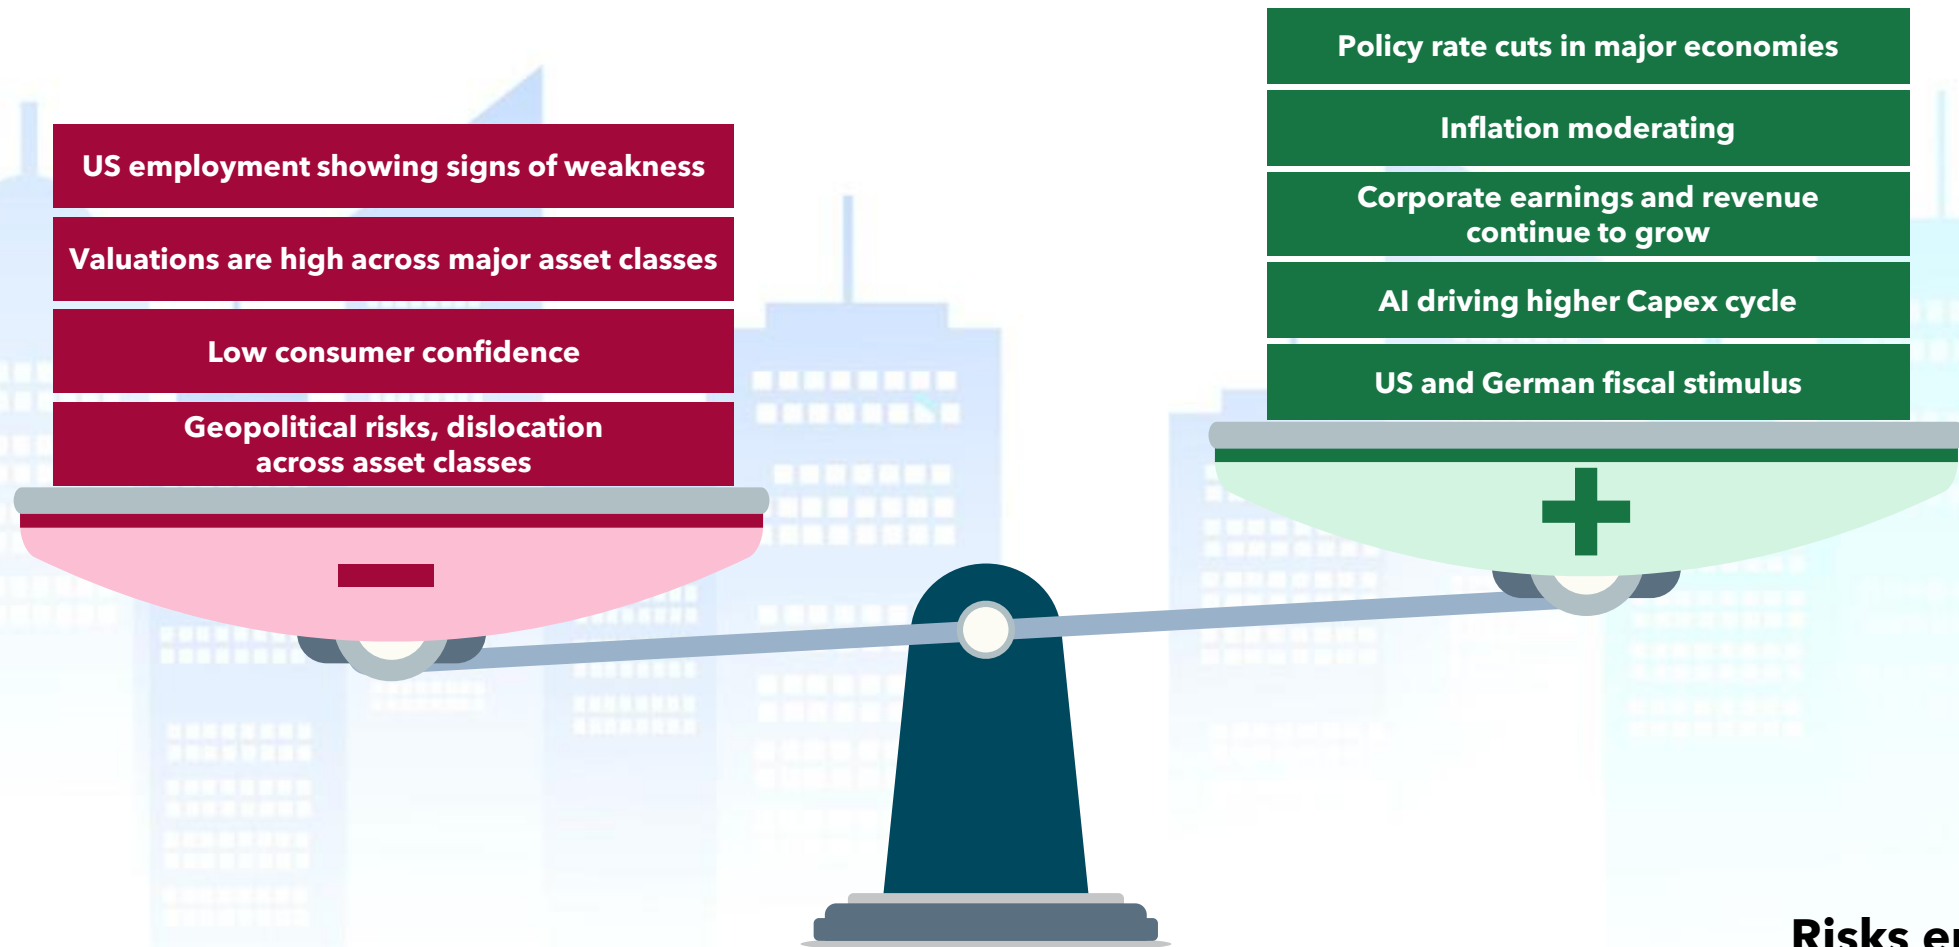 US employment showing signs of weakness
Valuations are high across major asset classes
Low consumer confidence
Geopolitical risks, dislocation
across asset classes
Policy rate cuts in major economies
Inflation moderating
Corporate earnings and revenue
continue to grow
AI driving higher Capex cycle
US and German fiscal stimulus
Risks